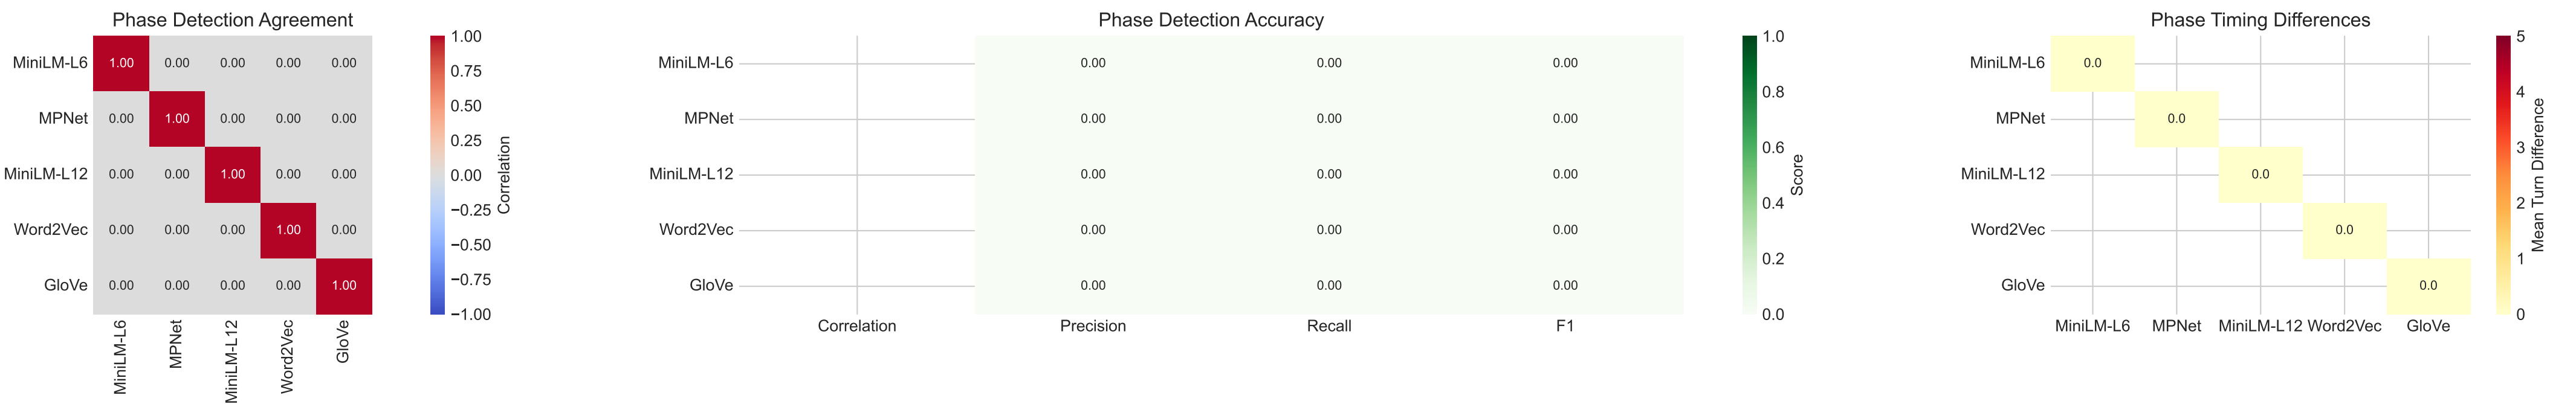 Phase Detection Agreement
MiniLM-L6 1.00 0.00 0.00 0.00 0.00
MPNet 0.00 1.00 0.00 0.00 0.00
MiniLM-L12 0.00 0.00 1.00 0.00 0.00
Word2Vec 0.00 0.00 0.00 1.00 0.00
GloVe 0.00 0.00 0.00 0.00 1.00
MiniLM-L6 MPNet MiniLM-L12 Word2Vec GloVe
1.00
0.75
0.50
0.25
0.00
−0.25
−0.50
−0.75
−1.00
Correlation
Phase Detection Accuracy
MiniLM-L6 0.00 0.00 0.00
MPNet 0.00 0.00 0.00
MiniLM-L12 0.00 0.00 0.00
Word2Vec 0.00 0.00 0.00
GloVe 0.00 0.00 0.00
Correlation Precision Recall F1
1.0
0.8
0.6
0.4
0.2
0.0
Score
Phase Timing Differences
MiniLM-L6 0.0
MPNet 0.0
MiniLM-L12 0.0
Word2Vec 0.0
GloVe 0.0
MiniLM-L6 MPNet MiniLM-L12 Word2Vec GloVe
5
4
3
2
1
0
Mean Turn Difference